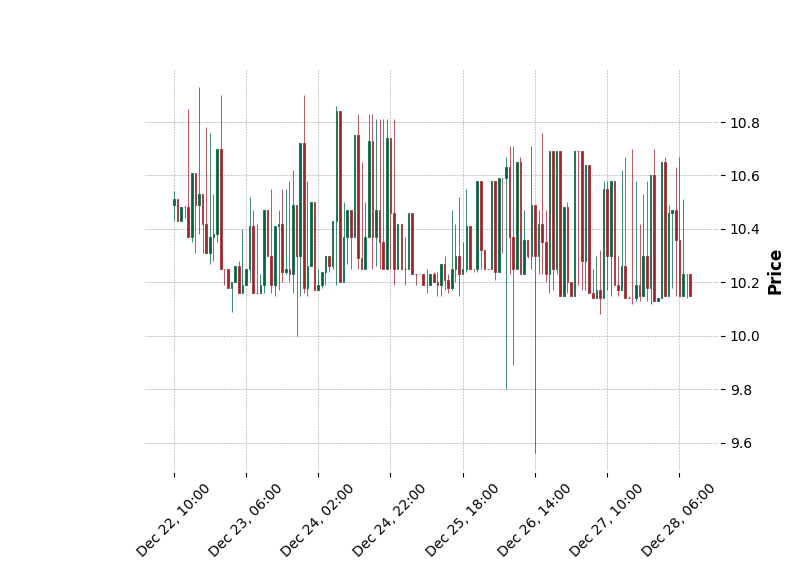 10.8
10.6
10.4
10.2
10.0
9.8
9.6
Price
Dec 22, 10:00
Dec 23, 06:00
Dec 24, 02:00
Dec 24, 22:00
Dec 25, 18:00
Dec 26, 14:00
Dec 27, 10:00
Dec 28, 06:00